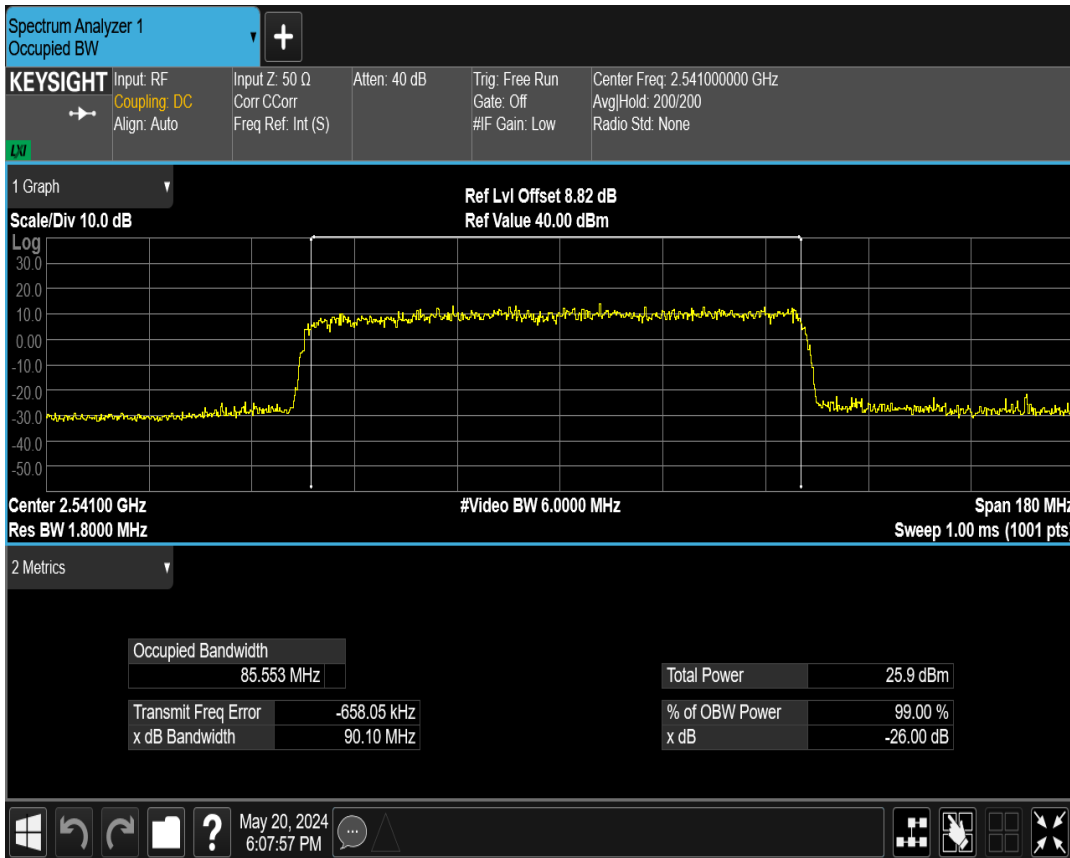 Spectrum Analyzer 1
Occupied BW
+
KEYSIGHT
LXI
Input: RF
Coupling: DC
Align: Auto
Input Z: 50 Ω
Corr CCorr
Freq Ref: Int (S)
Atten: 40 dB
Trig: Free Run
Gate: Off
#IF Gain: Low
Center Freq: 2.541000000 GHz
Avg|Hold: 200/200
Radio Std: None
1 Graph
Scale/Div 10.0 dB
Ref Lvl Offset 8.82 dB
Ref Value 40.00 dBm
Log
30.0
20.0
10.0
0.00
-10.0
-20.0
-30.0
-40.0
-50.0
Center 2.54100 GHz
#Video BW 6.0000 MHz
Span 180 MHz
Res BW 1.8000 MHz
Sweep 1.00 ms (1001 pts)
2 Metrics
Occupied Bandwidth
85.553 MHz
Total Power 25.9 dBm
Transmit Freq Error -658.05 kHz
% of OBW Power 99.00 %
x dB Bandwidth 90.10 MHz
x dB -26.00 dB
?
May 20, 2024
6:07:57 PM